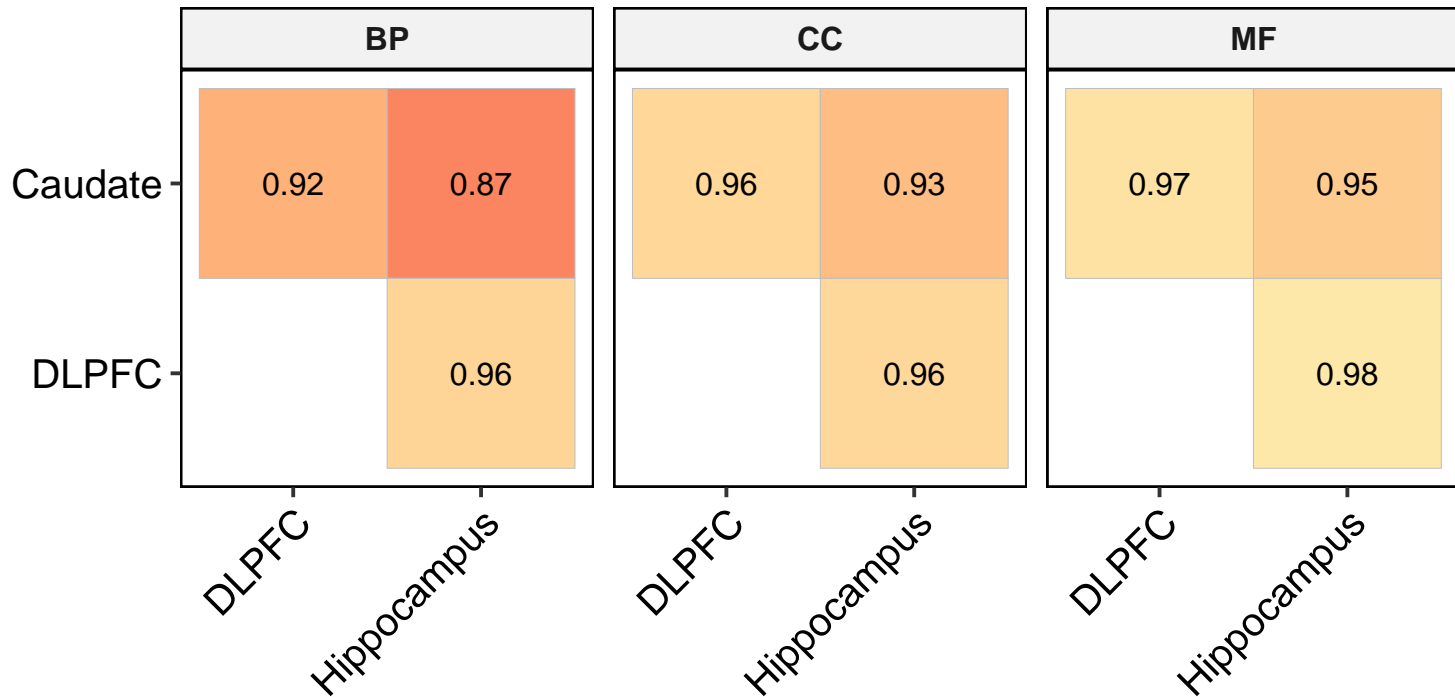 BP CC MF
Caudate 0.92 0.87 0.96 0.93 0.97 0.95
DLPFC 0.96 0.96 0.98
DLPFC Hippocampus DLPFC Hippocampus DLPFC Hippocampus